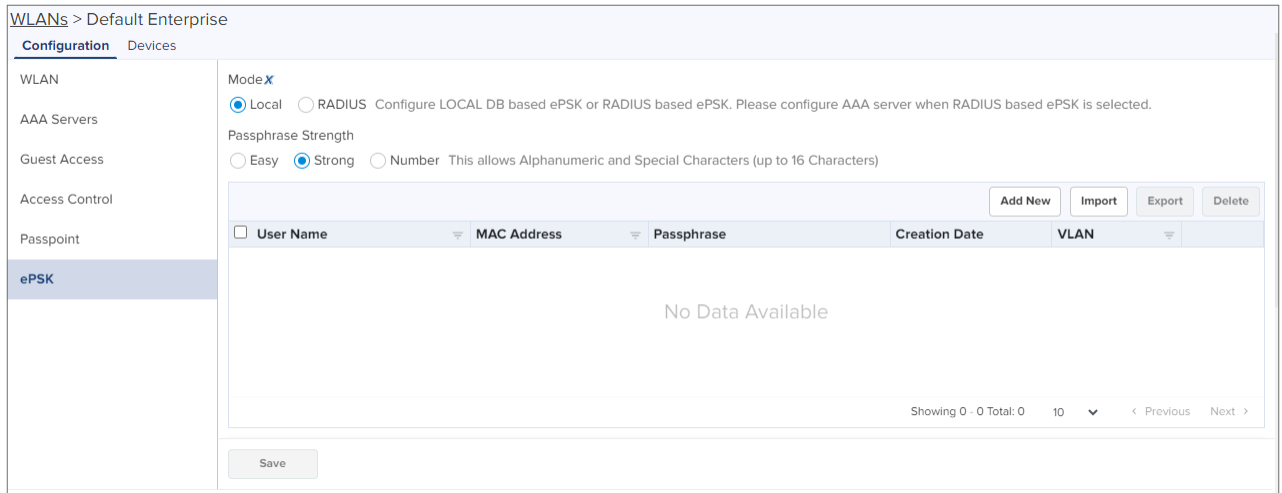 WLANs > Default Enterprise
Configuration Devices
WLAN
AAA Servers
Guest Access
Access Control
Passpoint
ePSK
Mode X
Local RADIUS Configure LOCAL DB based ePSK or RADIUS based ePSK. Please configure AAA server when RADIUS based ePSK is selected.
Passphrase Strength
Easy Strong Number This allows Alphanumeric and Special Characters (up to 16 Characters)
Add New Import Export Delete
User Name MAC Address Passphrase Creation Date VLAN
No Data Available
Showing 0 - 0 Total: 0 10 < Previous Next >
Save